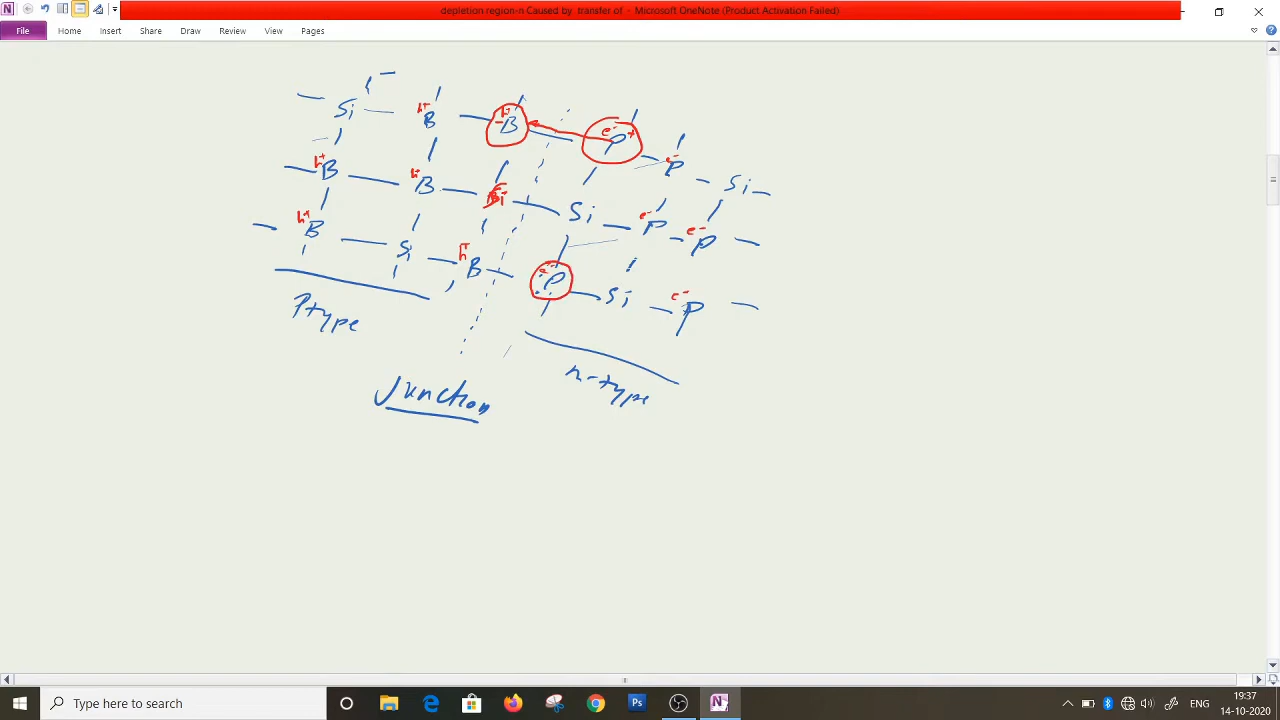 depletion region-n Caused by transfer of - Microsoft OneNote (Product Activation Failed)
File Home Insert Share Draw Review View Pages
Si B B P P Si
h+ h+ e- + e-
B B Si P P
h+ h+ e- e-
B Si B P Si P
h+ h+ e-
P type
n-type
Junction
Type here to search
ENG
19:37
14-10-2020